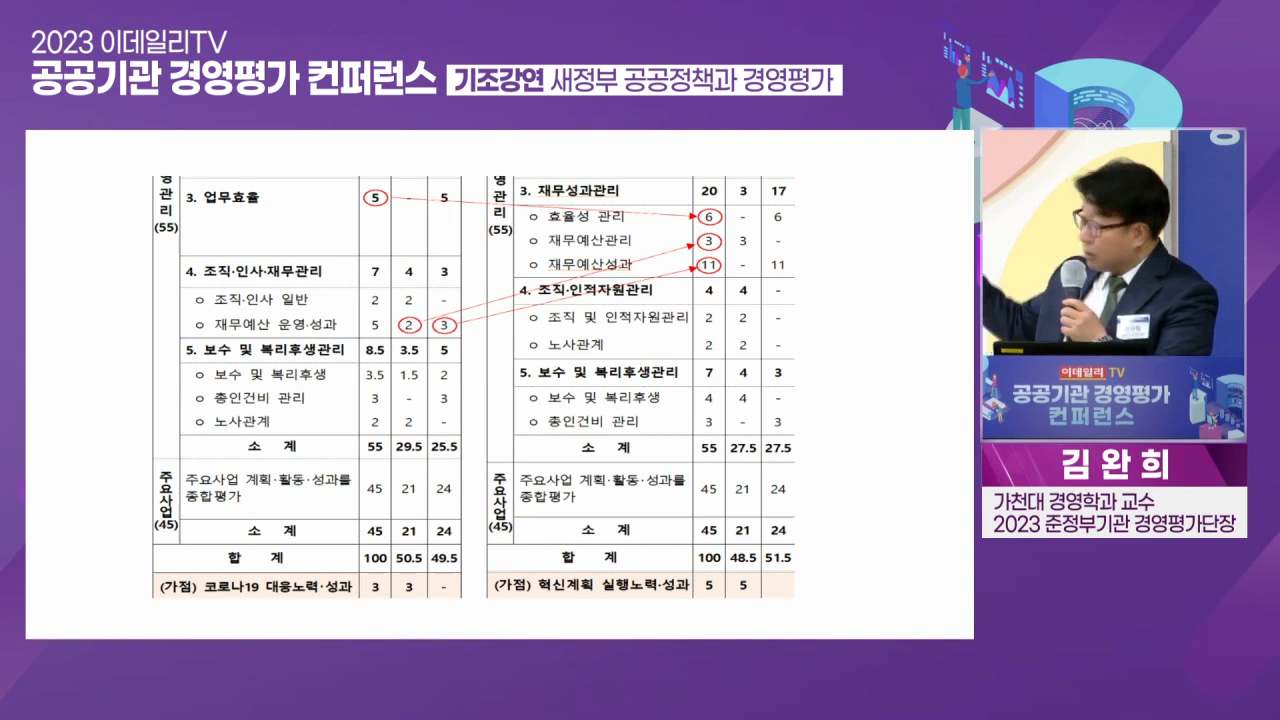 2023 이데일리TV
공공기관 경영평가 컨퍼런스 기조강연 새정부 공공정책과 경영평가
영관리
(55)
3. 업무효율 5 - 5
4. 조직·인사·재무관리 7 4 3
ㅇ 조직·인사 일반 2 2 -
ㅇ 재무예산 운영·성과 5 2 3
5. 보수 및 복리후생관리 8.5 3.5 5
ㅇ 보수 및 복리후생 3.5 1.5 2
ㅇ 총인건비 관리 3 - 3
ㅇ 노사관계 2 2 -
소 계 55 29.5 25.5
주요사업
(45)
주요사업 계획·활동·성과를
종합평가 45 21 24
소 계 45 21 24
합 계 100 50.5 49.5
(가점) 코로나19 대응노력·성과 3 3 -
영관리
(55)
3. 재무성과관리 20 3 17
ㅇ 효율성 관리 6 - 6
ㅇ 재무예산관리 3 3 -
ㅇ 재무예산성과 11 - 11
4. 조직·인적자원관리 4 4 -
ㅇ 조직 및 인적자원관리 2 2 -
ㅇ 노사관계 2 2 -
5. 보수 및 복리후생관리 7 4 3
ㅇ 보수 및 복리후생 4 4 -
ㅇ 총인건비 관리 3 - 3
소 계 55 27.5 27.5
주요사업
(45)
주요사업 계획·활동·성과를
종합평가 45 21 24
소 계 45 21 24
합 계 100 48.5 51.5
(가점) 혁신계획 실행노력·성과 5 5
이데일리 TV
공공기관 경영평가
컨퍼런스
김완희
가천대 경영학과 교수
2023 준정부기관 경영평가단장